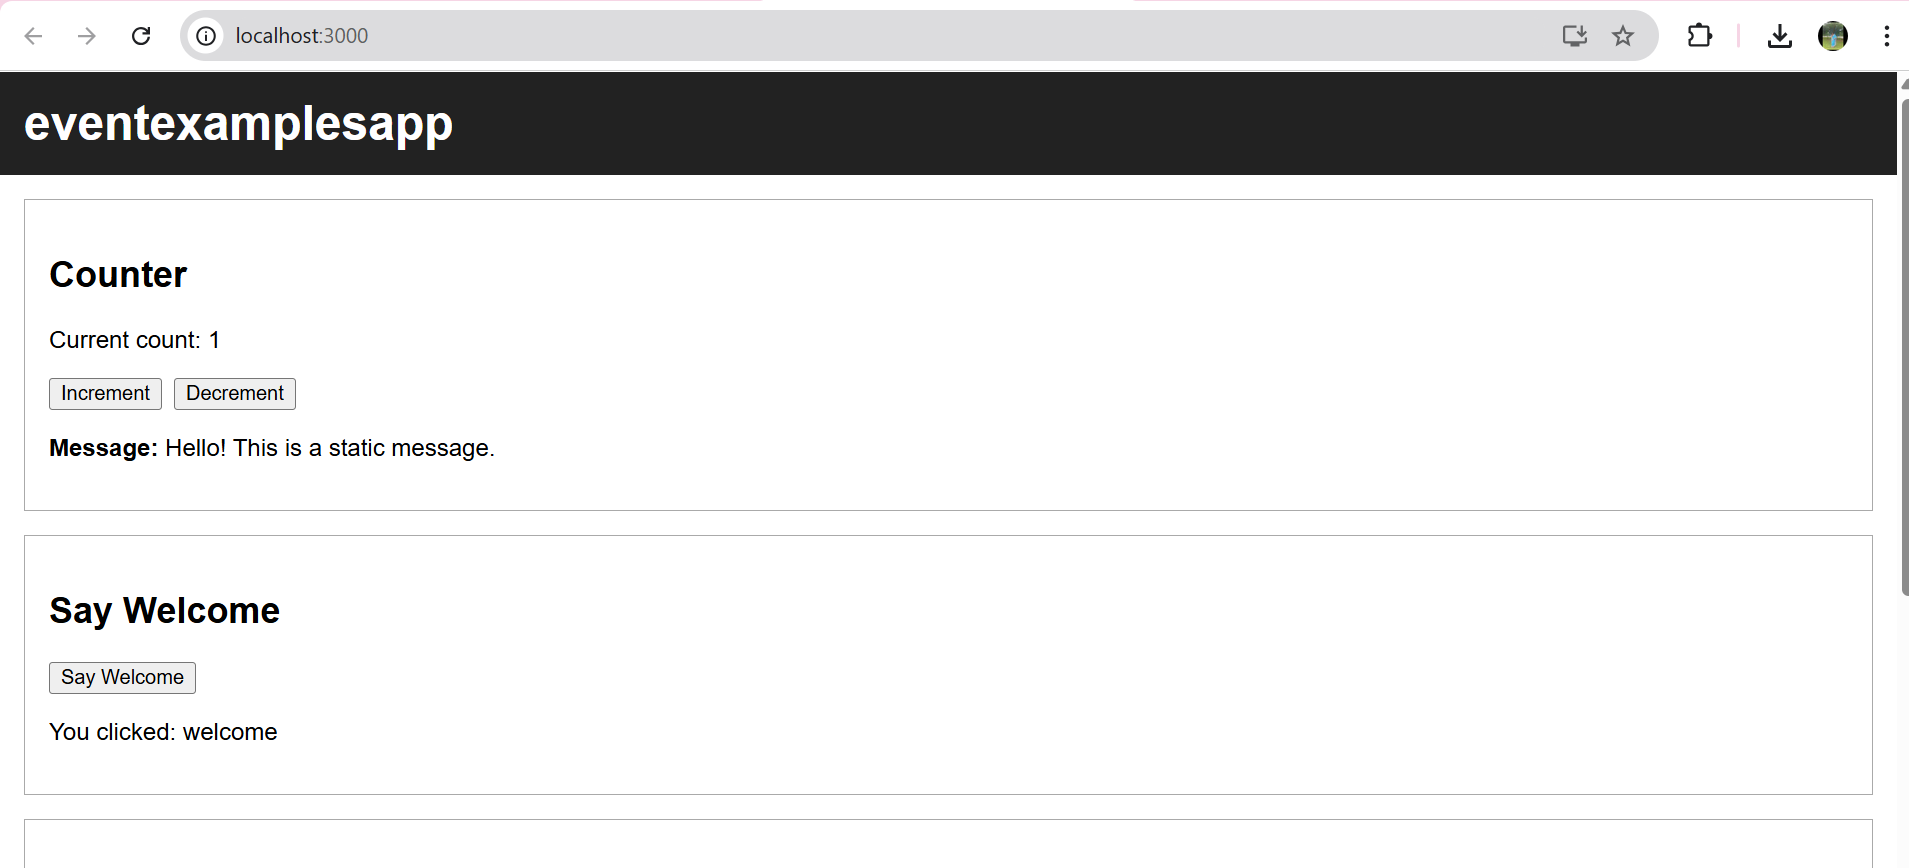 localhost:3000
eventexamplesapp
Counter
Current count: 1
Increment Decrement
Message: Hello! This is a static message.
Say Welcome
Say Welcome
You clicked: welcome